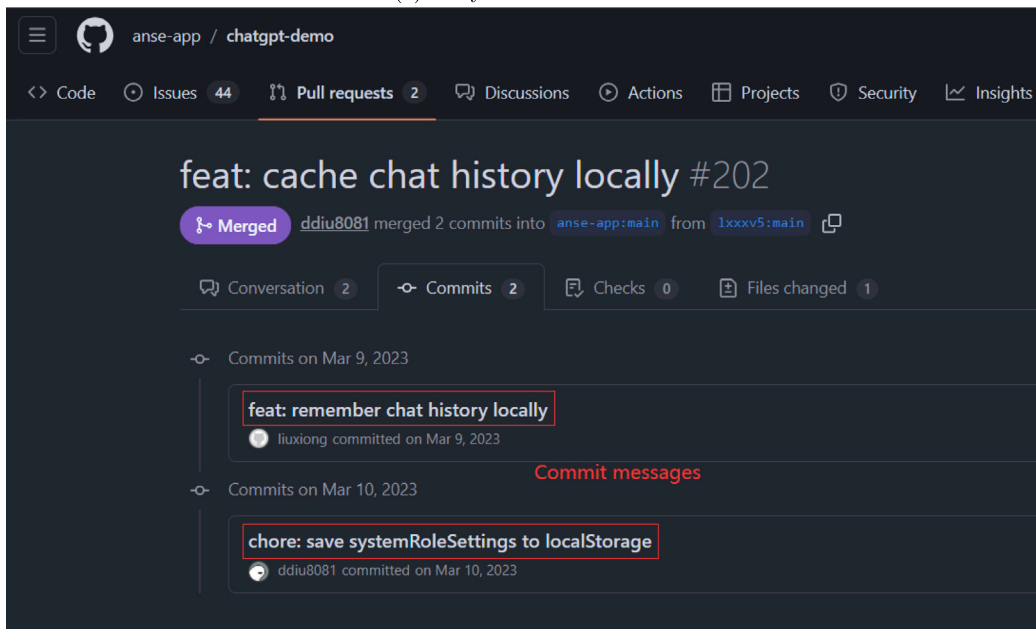 anse-app / chatgpt-demo
Code Issues 44 Pull requests 2 Discussions Actions Projects Security Insights
feat: cache chat history locally #202
Merged ddiu8081 merged 2 commits into anse-app:main from lxxxv5:main
Conversation 2 Commits 2 Checks 0 Files changed 1
Commits on Mar 9, 2023
feat: remember chat history locally
liuxiong committed on Mar 9, 2023
Commit messages
Commits on Mar 10, 2023
chore: save systemRoleSettings to localStorage
ddiu8081 committed on Mar 10, 2023